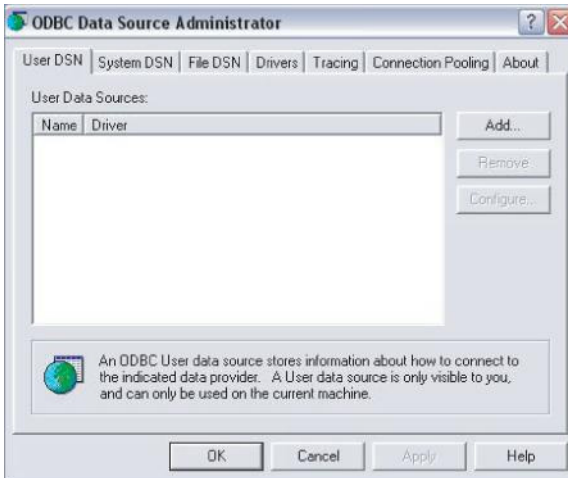 ODBC Data Source Administrator
User DSN System DSN File DSN Drivers Tracing Connection Pooling About
User Data Sources:
Name Driver
Add...
Remove
Configure...
An ODBC User data source stores information about how to connect to
the indicated data provider. A User data source is only visible to you,
and can only be used on the current machine.
OK Cancel Apply Help